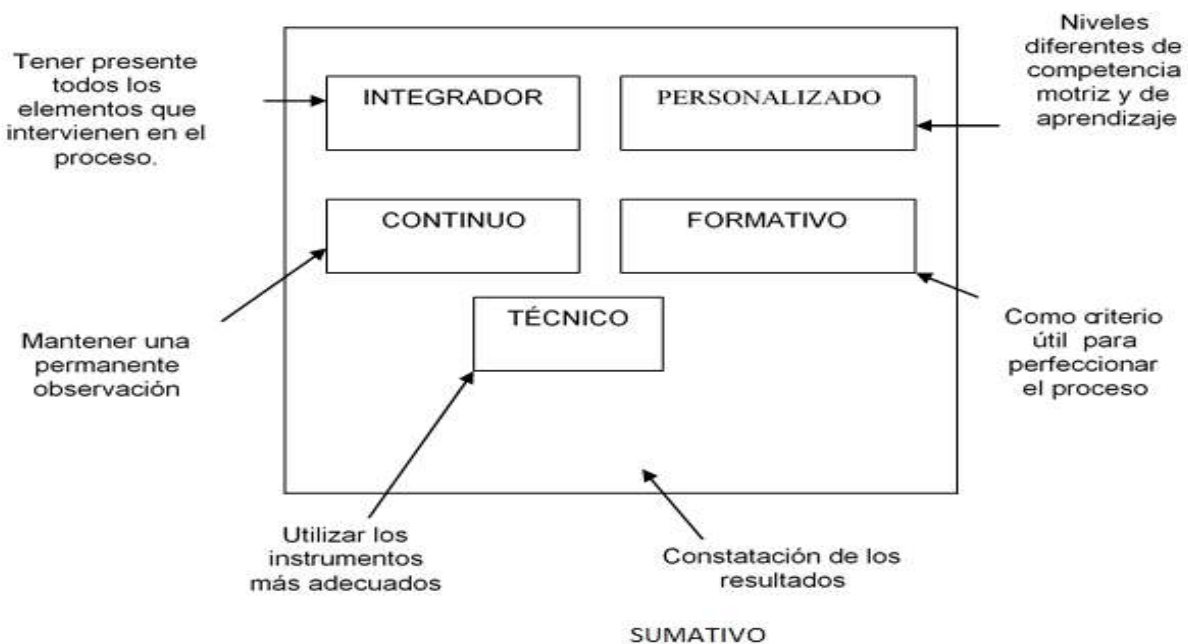 Tener presente
todos los
elementos que
intervienen en el
proceso.
INTEGRADOR
PERSONALIZADO
Niveles
diferentes de
competencia
motriz y de
aprendizaje
CONTINUO
FORMATIVO
TÉCNICO
Mantener una
permanente
observación
Como criterio
útil para
perfeccionar
el proceso
Utilizar los
instrumentos
más adecuados
Constatación de los
resultados
SUMATIVO